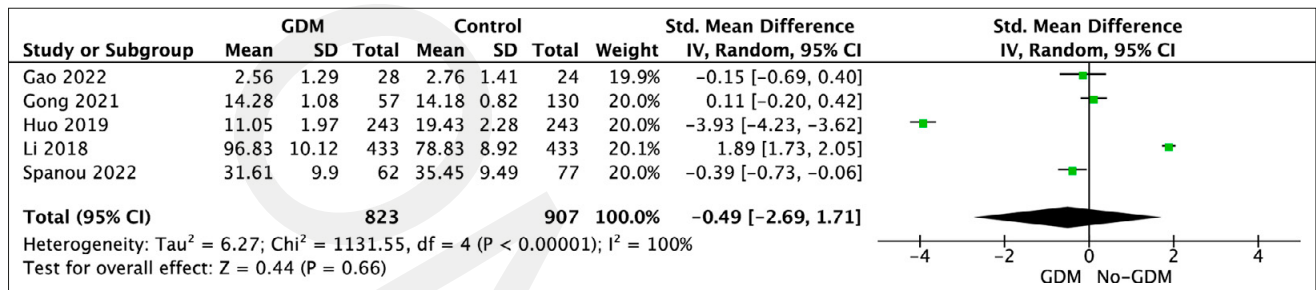 GDM Control Std. Mean Difference Std. Mean Difference
Study or Subgroup Mean SD Total Mean SD Total Weight IV, Random, 95% CI IV, Random, 95% CI
Gao 2022 2.56 1.29 28 2.76 1.41 24 19.9% -0.15 [-0.69, 0.40]
Gong 2021 14.28 1.08 57 14.18 0.82 130 20.0% 0.11 [-0.20, 0.42]
Huo 2019 11.05 1.97 243 19.43 2.28 243 20.0% -3.93 [-4.23, -3.62]
Li 2018 96.83 10.12 433 78.83 8.92 433 20.1% 1.89 [1.73, 2.05]
Spanou 2022 31.61 9.9 62 35.45 9.49 77 20.0% -0.39 [-0.73, -0.06]
Total (95% CI) 823 907 100.0% -0.49 [-2.69, 1.71]
Heterogeneity: Tau² = 6.27; Chi² = 1131.55, df = 4 (P < 0.00001); I² = 100%
Test for overall effect: Z = 0.44 (P = 0.66)
-4 -2 0 2 4
GDM No-GDM